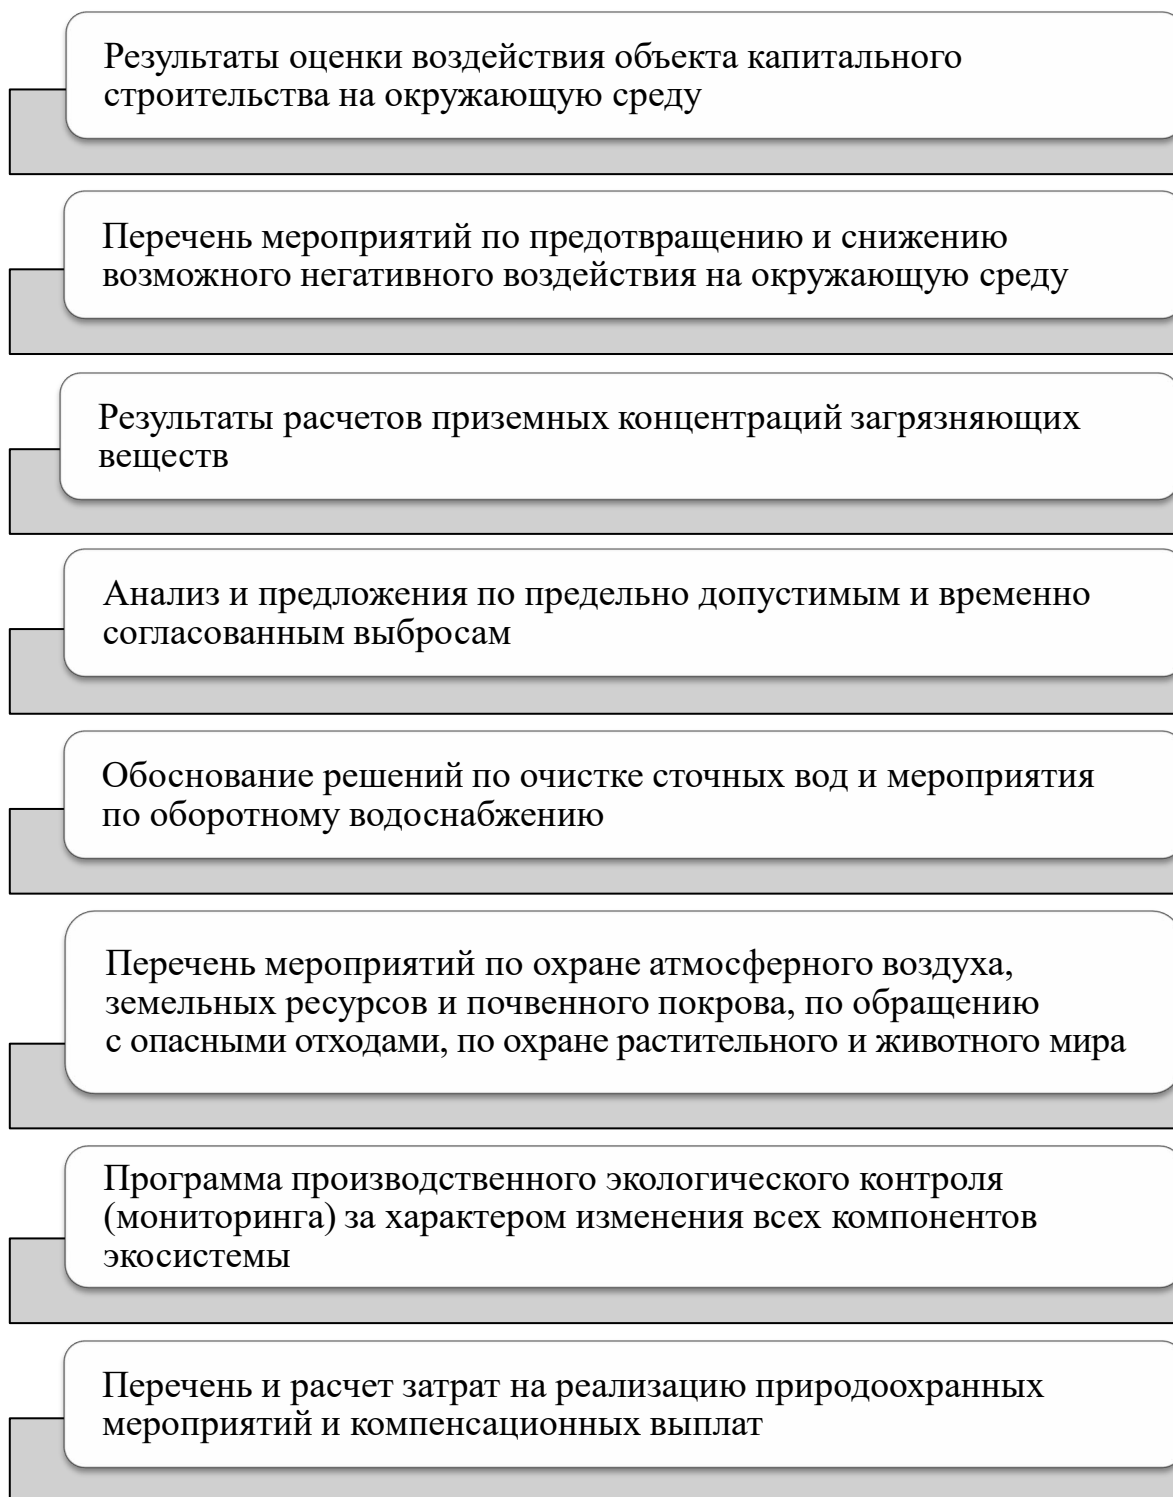 Результаты оценки воздействия объекта капитального
строительства на окружающую среду
Перечень мероприятий по предотвращению и снижению
возможного негативного воздействия на окружающую среду
Результаты расчетов приземных концентраций загрязняющих
веществ
Анализ и предложения по предельно допустимым и временно
согласованным выбросам
Обоснование решений по очистке сточных вод и мероприятия
по оборотному водоснабжению
Перечень мероприятий по охране атмосферного воздуха,
земельных ресурсов и почвенного покрова, по обращению
с опасными отходами, по охране растительного и животного мира
Программа производственного экологического контроля
(мониторинга) за характером изменения всех компонентов
экосистемы
Перечень и расчет затрат на реализацию природоохранных
мероприятий и компенсационных выплат